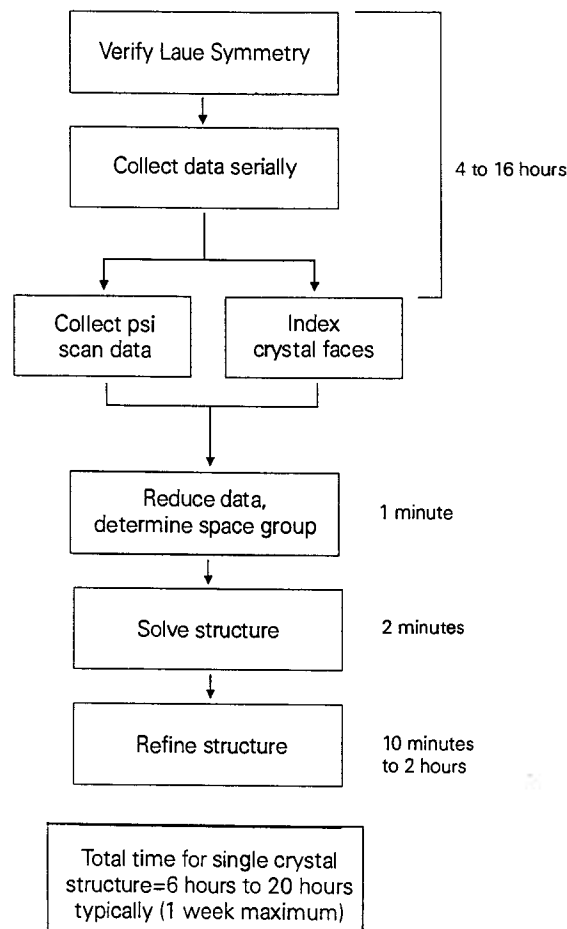 Verify Laue Symmetry
Collect data serially
4 to 16 hours
Collect psi
scan data
Index
crystal faces
Reduce data,
determine space group
1 minute
Solve structure
2 minutes
Refine structure
10 minutes
to 2 hours
Total time for single crystal
structure=6 hours to 20 hours
typically (1 week maximum)